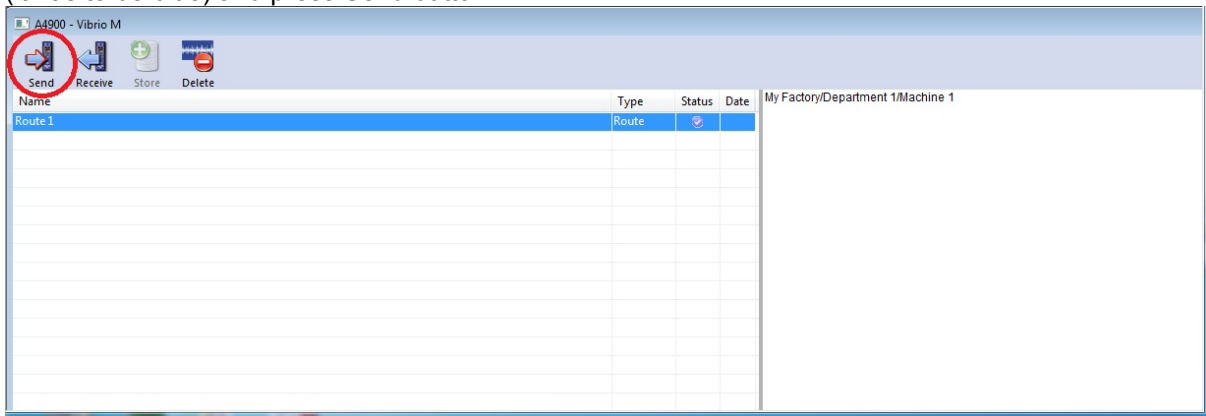 A4900 - Vibrio M
Send Receive Store Delete
Name Type Status Date My Factory/Department 1/Machine 1
Route 1 Route